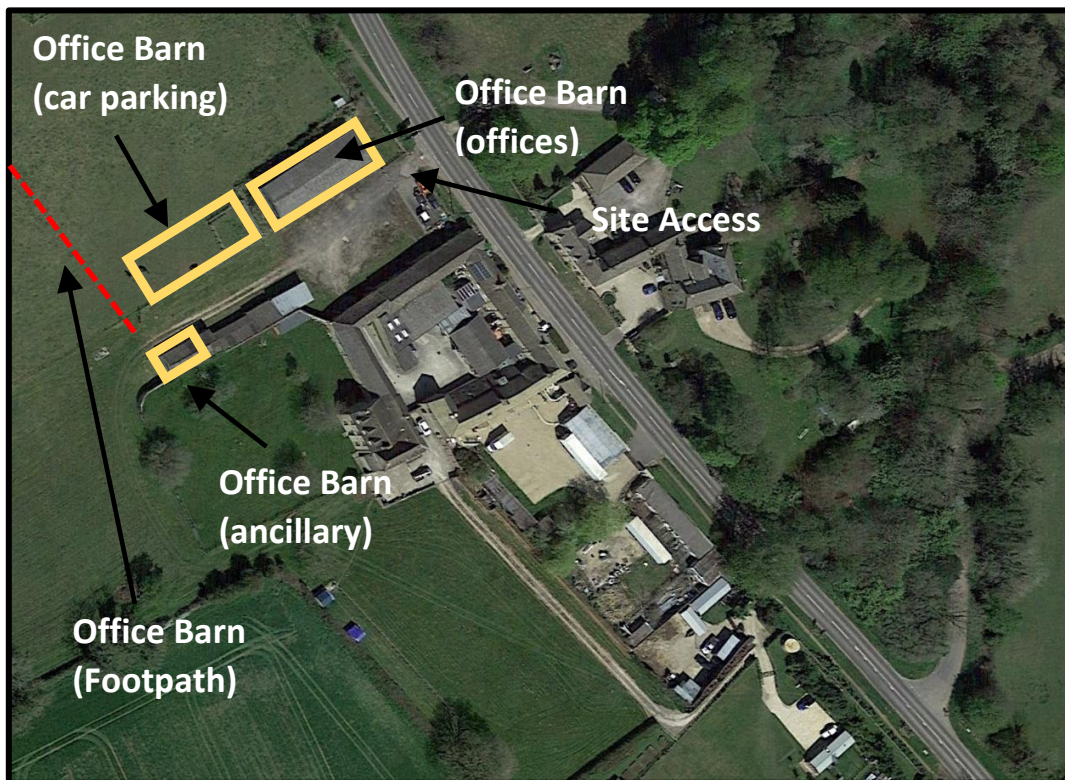 Office Barn
(car parking)
Office Barn
(offices)
Site Access
Office Barn
(ancillary)
Office Barn
(Footpath)